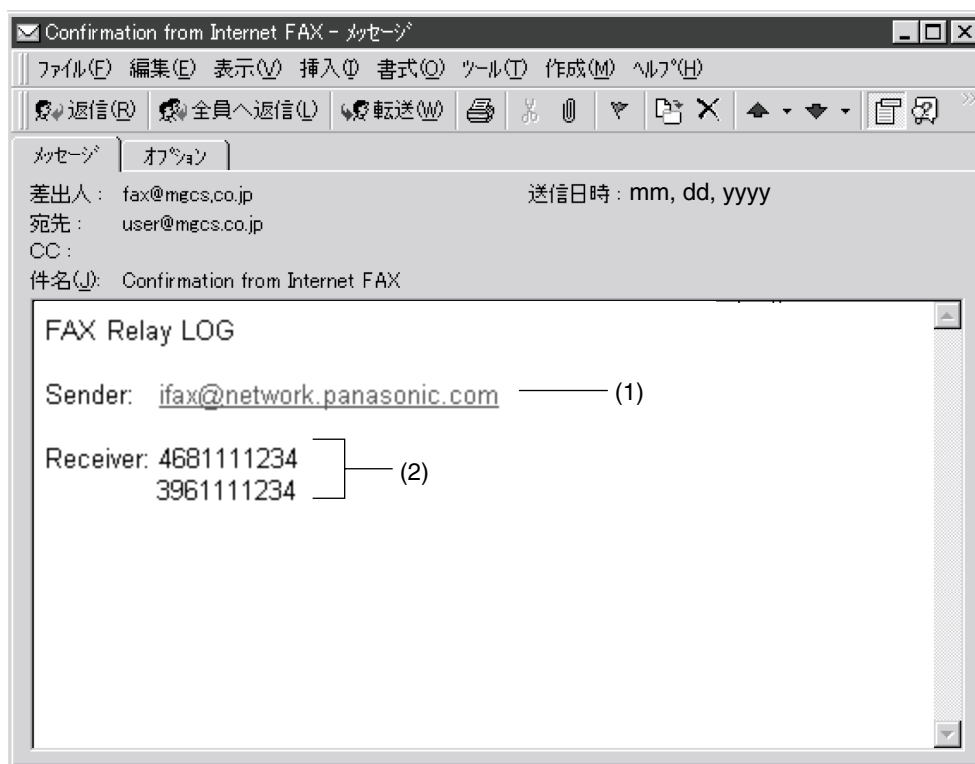 Confirmation from Internet FAX - ﾒｯｾｰｼﾞ
ﾌｧｲﾙ(F) 編集(E) 表示(V) 挿入(I) 書式(O) ﾂｰﾙ(T) 作成(M) ﾍﾙﾌﾟ(H)
返信(R) 全員へ返信(L) 転送(W)
ﾒｯｾｰｼﾞ ｵﾌﾟｼｮﾝ
差出人： fax@mgcs,co.jp 送信日時：mm, dd, yyyy
宛先： user@mgcs.co.jp
CC：
件名(J): Confirmation from Internet FAX
FAX Relay LOG
Sender: ifax@network.panasonic.com (1)
Receiver: 4681111234
3961111234
(2)